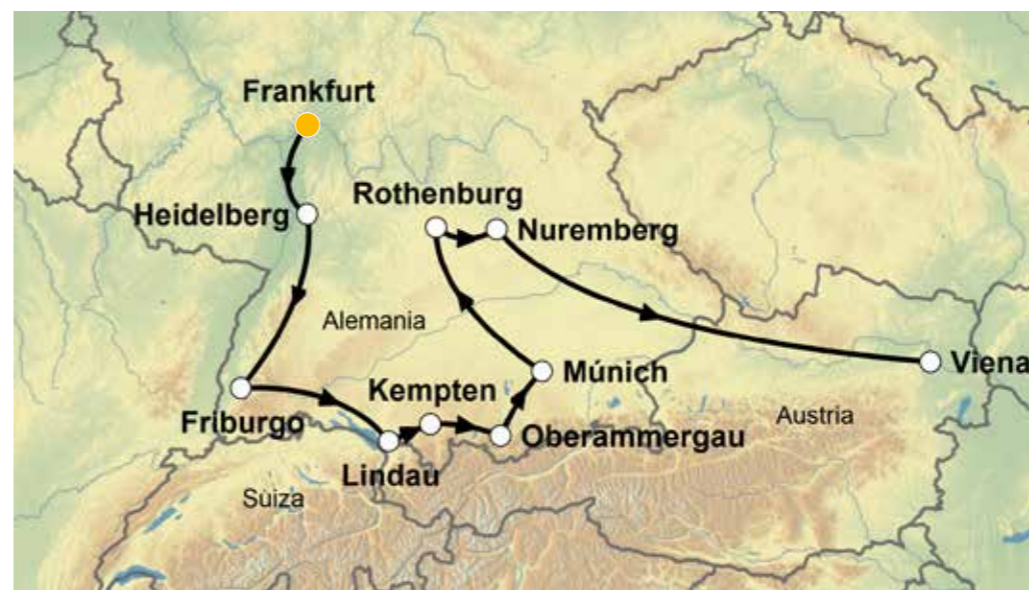 Frankfurt
Rothenburg
Heidelberg
Nuremberg
Alemania
Viena
Múnich
Kempten
Friburgo
Austria
Oberammergau
Lindau
Suiza